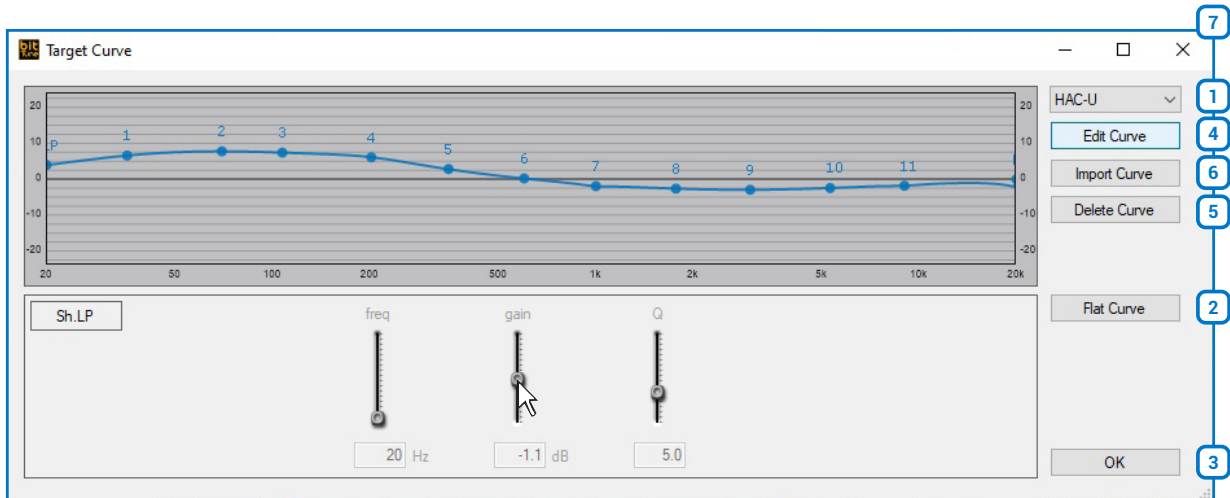 7
bit
Tune
Target Curve
20
10
0
-10
-20
.P
1
2
3
4
5
6
7
8
9
10
11
20
10
0
-10
-20
20
50
100
200
500
1k
2k
5k
10k
20k
HAC-U
1
Edit Curve
4
Import Curve
6
Delete Curve
5
Sh.LP
freq
gain
Q
20 Hz
-1.1 dB
5.0
Flat Curve
2
OK
3